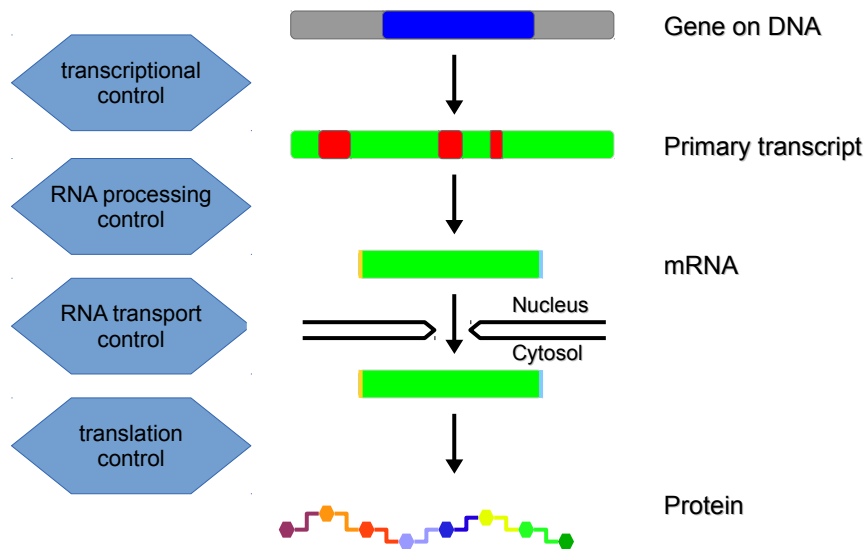 Gene on DNA
transcriptional
control
Primary transcript
RNA processing
control
mRNA
RNA transport
control
Nucleus
Cytosol
translation
control
Protein